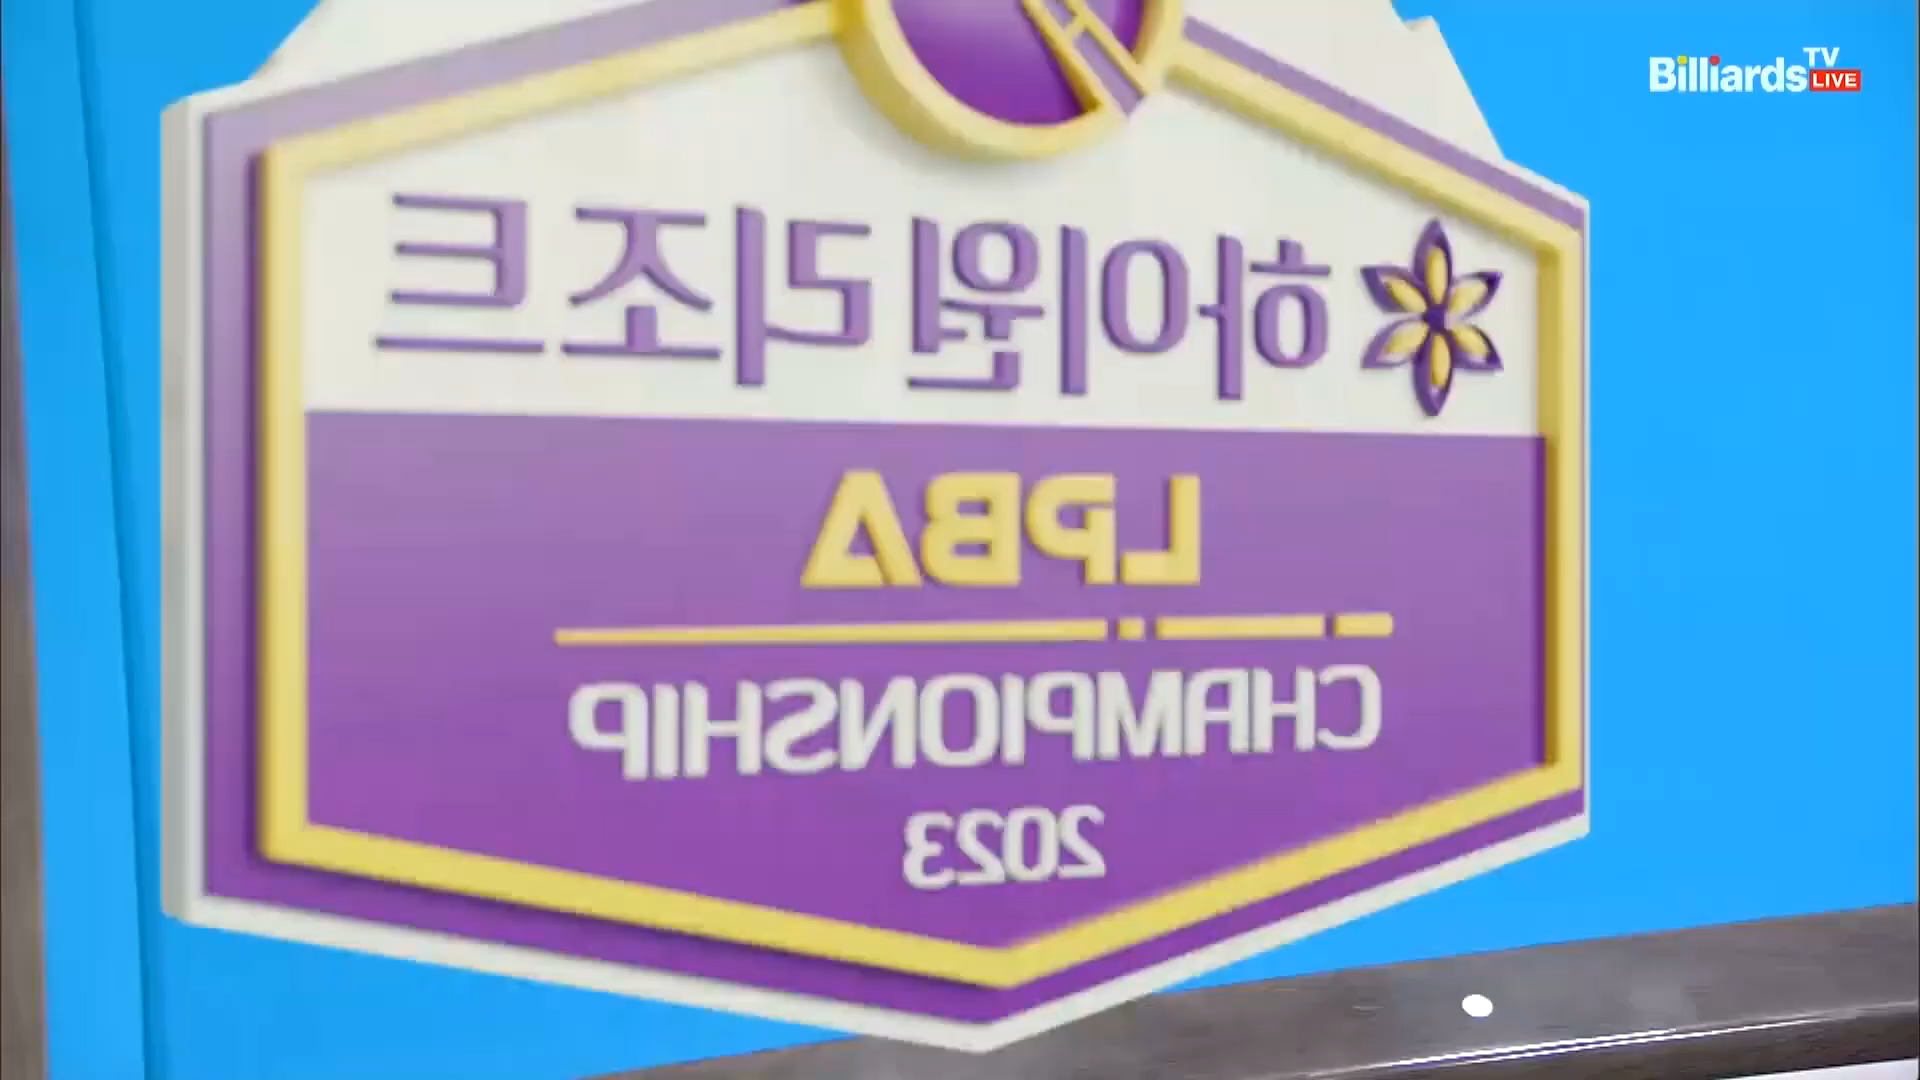 Billiards TV
LIVE
하이원리조트
LPBA
CHAMPIONSHIP
2023